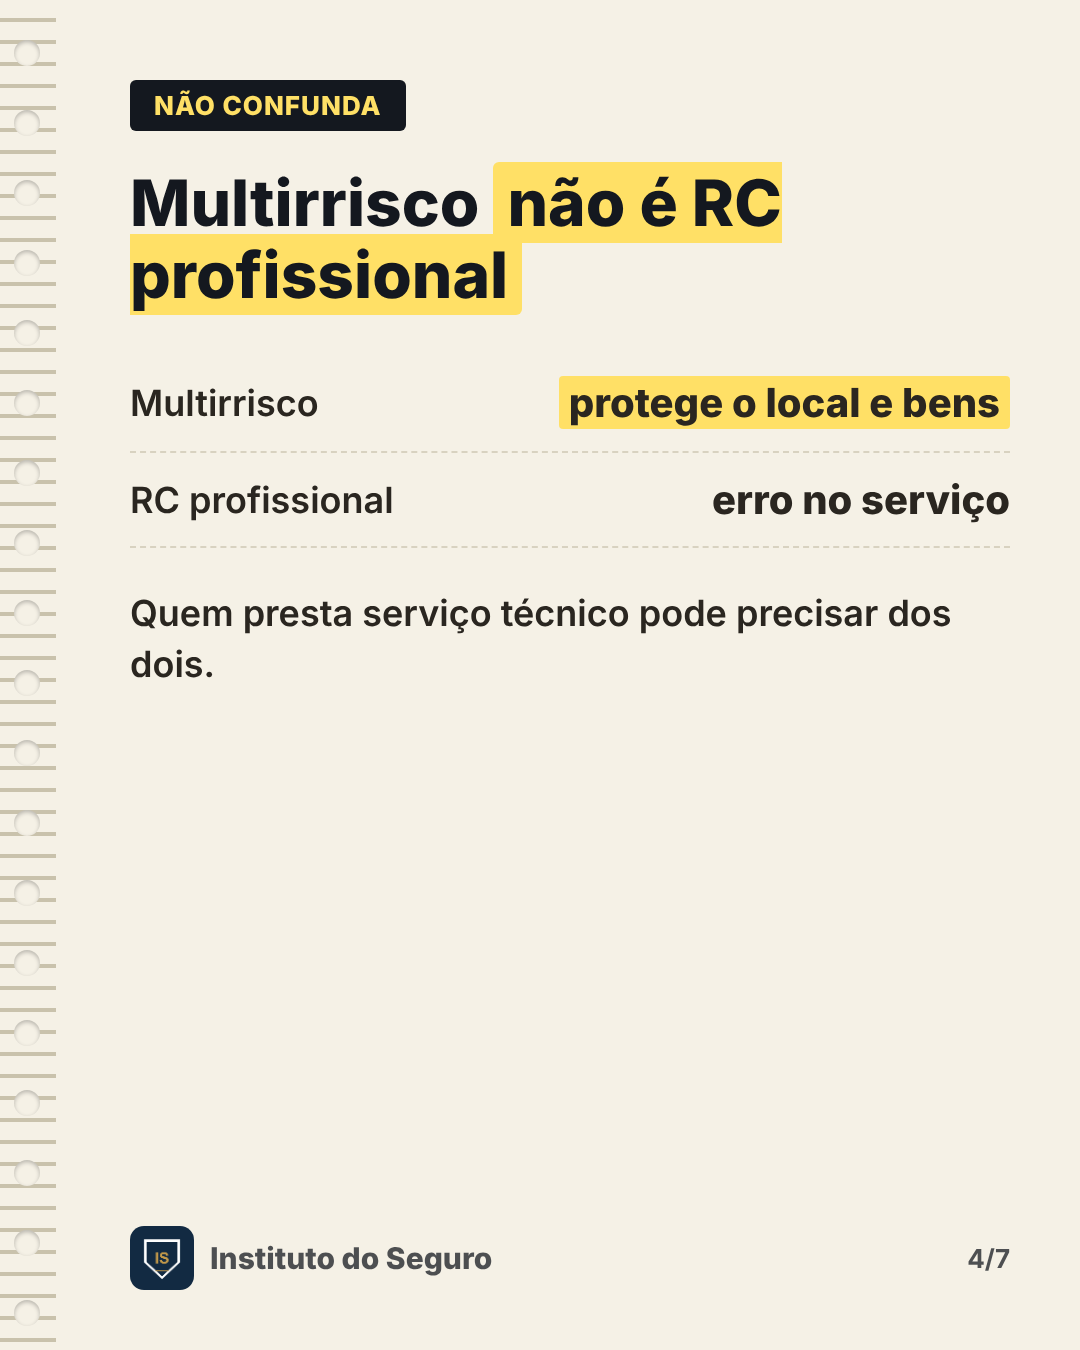 NÃO CONFUNDA
Multirrisco não é RC
profissional
Multirrisco protege o local e bens
RC profissional erro no serviço
Quem presta serviço técnico pode precisar dos
dois.
IS Instituto do Seguro 4/7